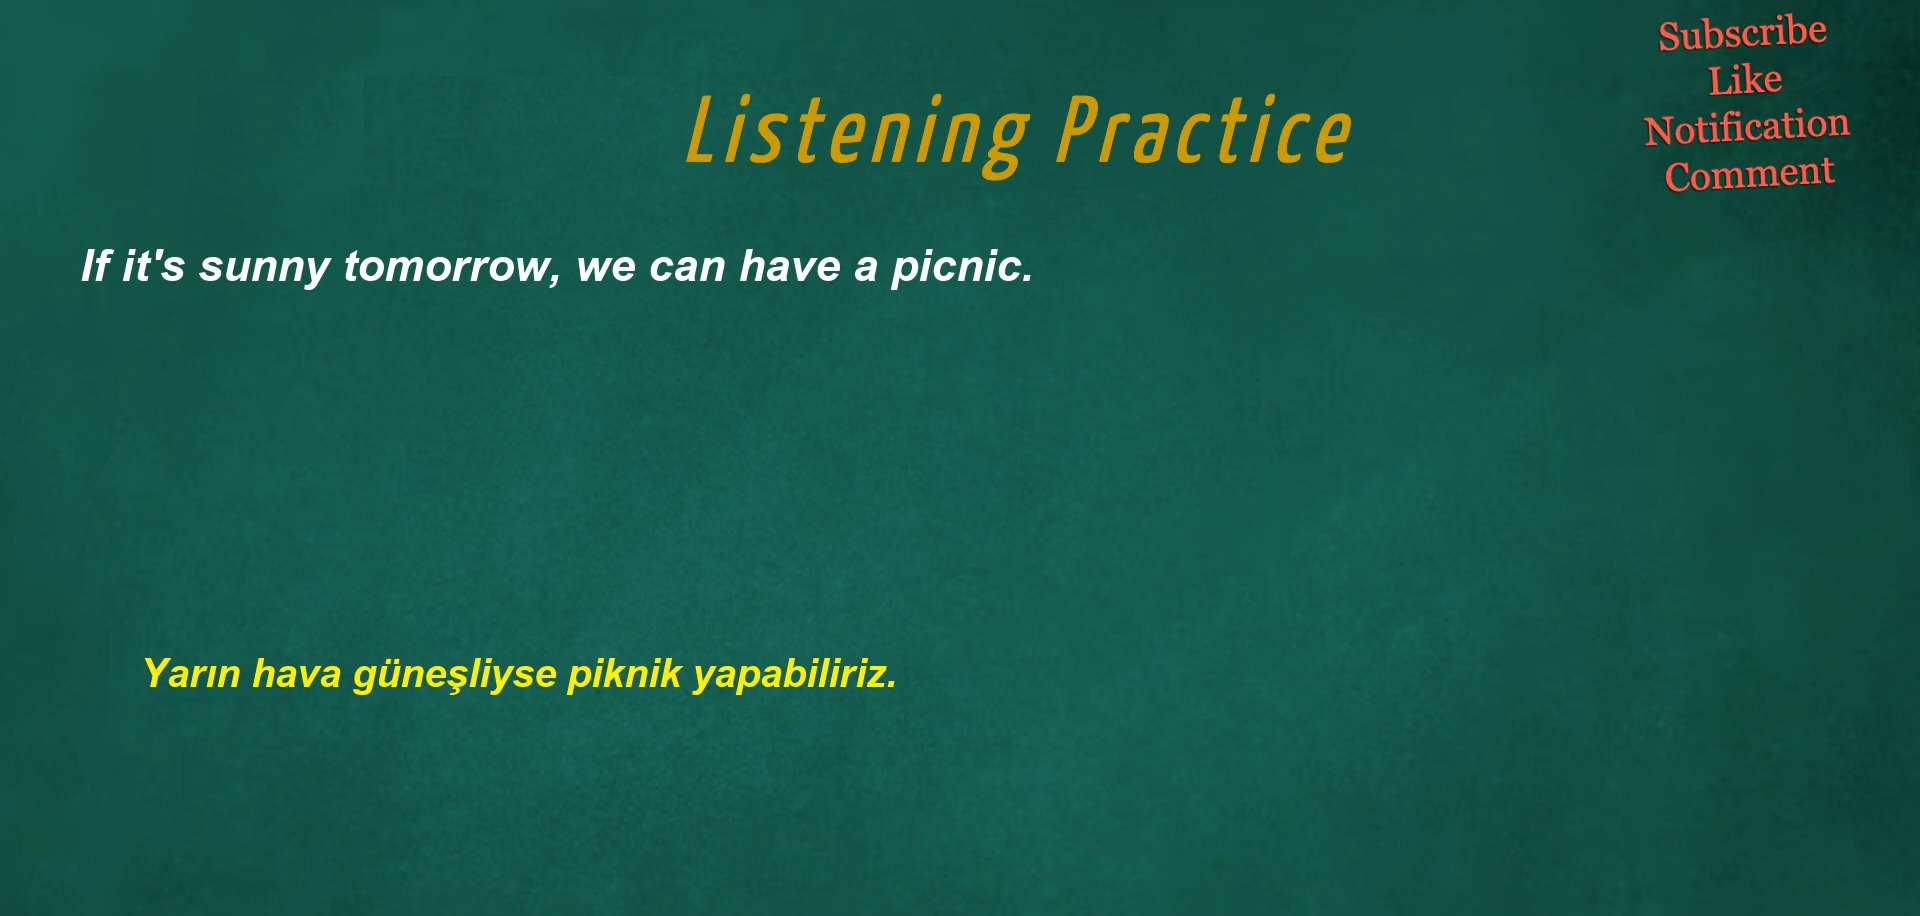 Listening Practice
Subscribe
Like
Notification
Comment
If it's sunny tomorrow, we can have a picnic.
Yarın hava güneşliyse piknik yapabiliriz.